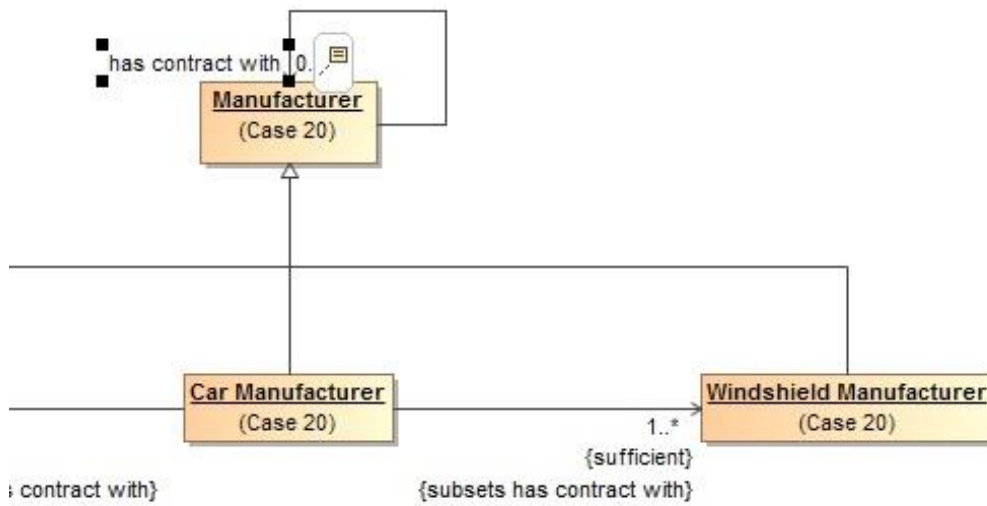 has contract with 0.
Manufacturer
(Case 20)
Car Manufacturer
(Case 20)
Windshield Manufacturer
(Case 20)
1..*
{sufficient}
contract with}
{subsets has contract with}